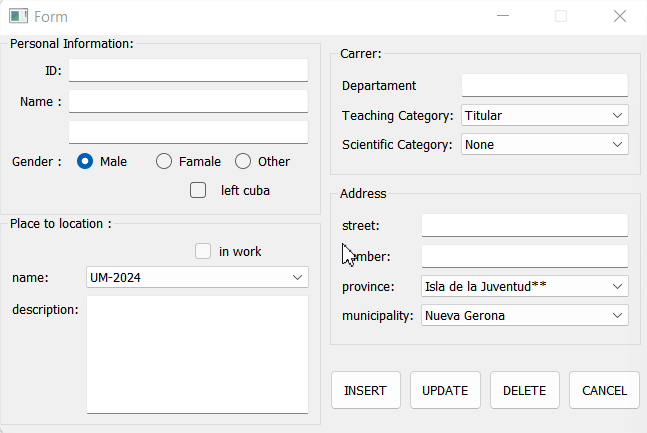 Form
Personal Information:
ID:
Name :
Gender :
Male
Famale
Other
left cuba
Place to location :
in work
name:
UM-2024
description:
Carrer:
Departament
Teaching Category:
Titular
Scientific Category:
None
Address
street:
province:
Isla de la Juventud**
municipality:
Nueva Gerona
INSERT
UPDATE
DELETE
CANCEL